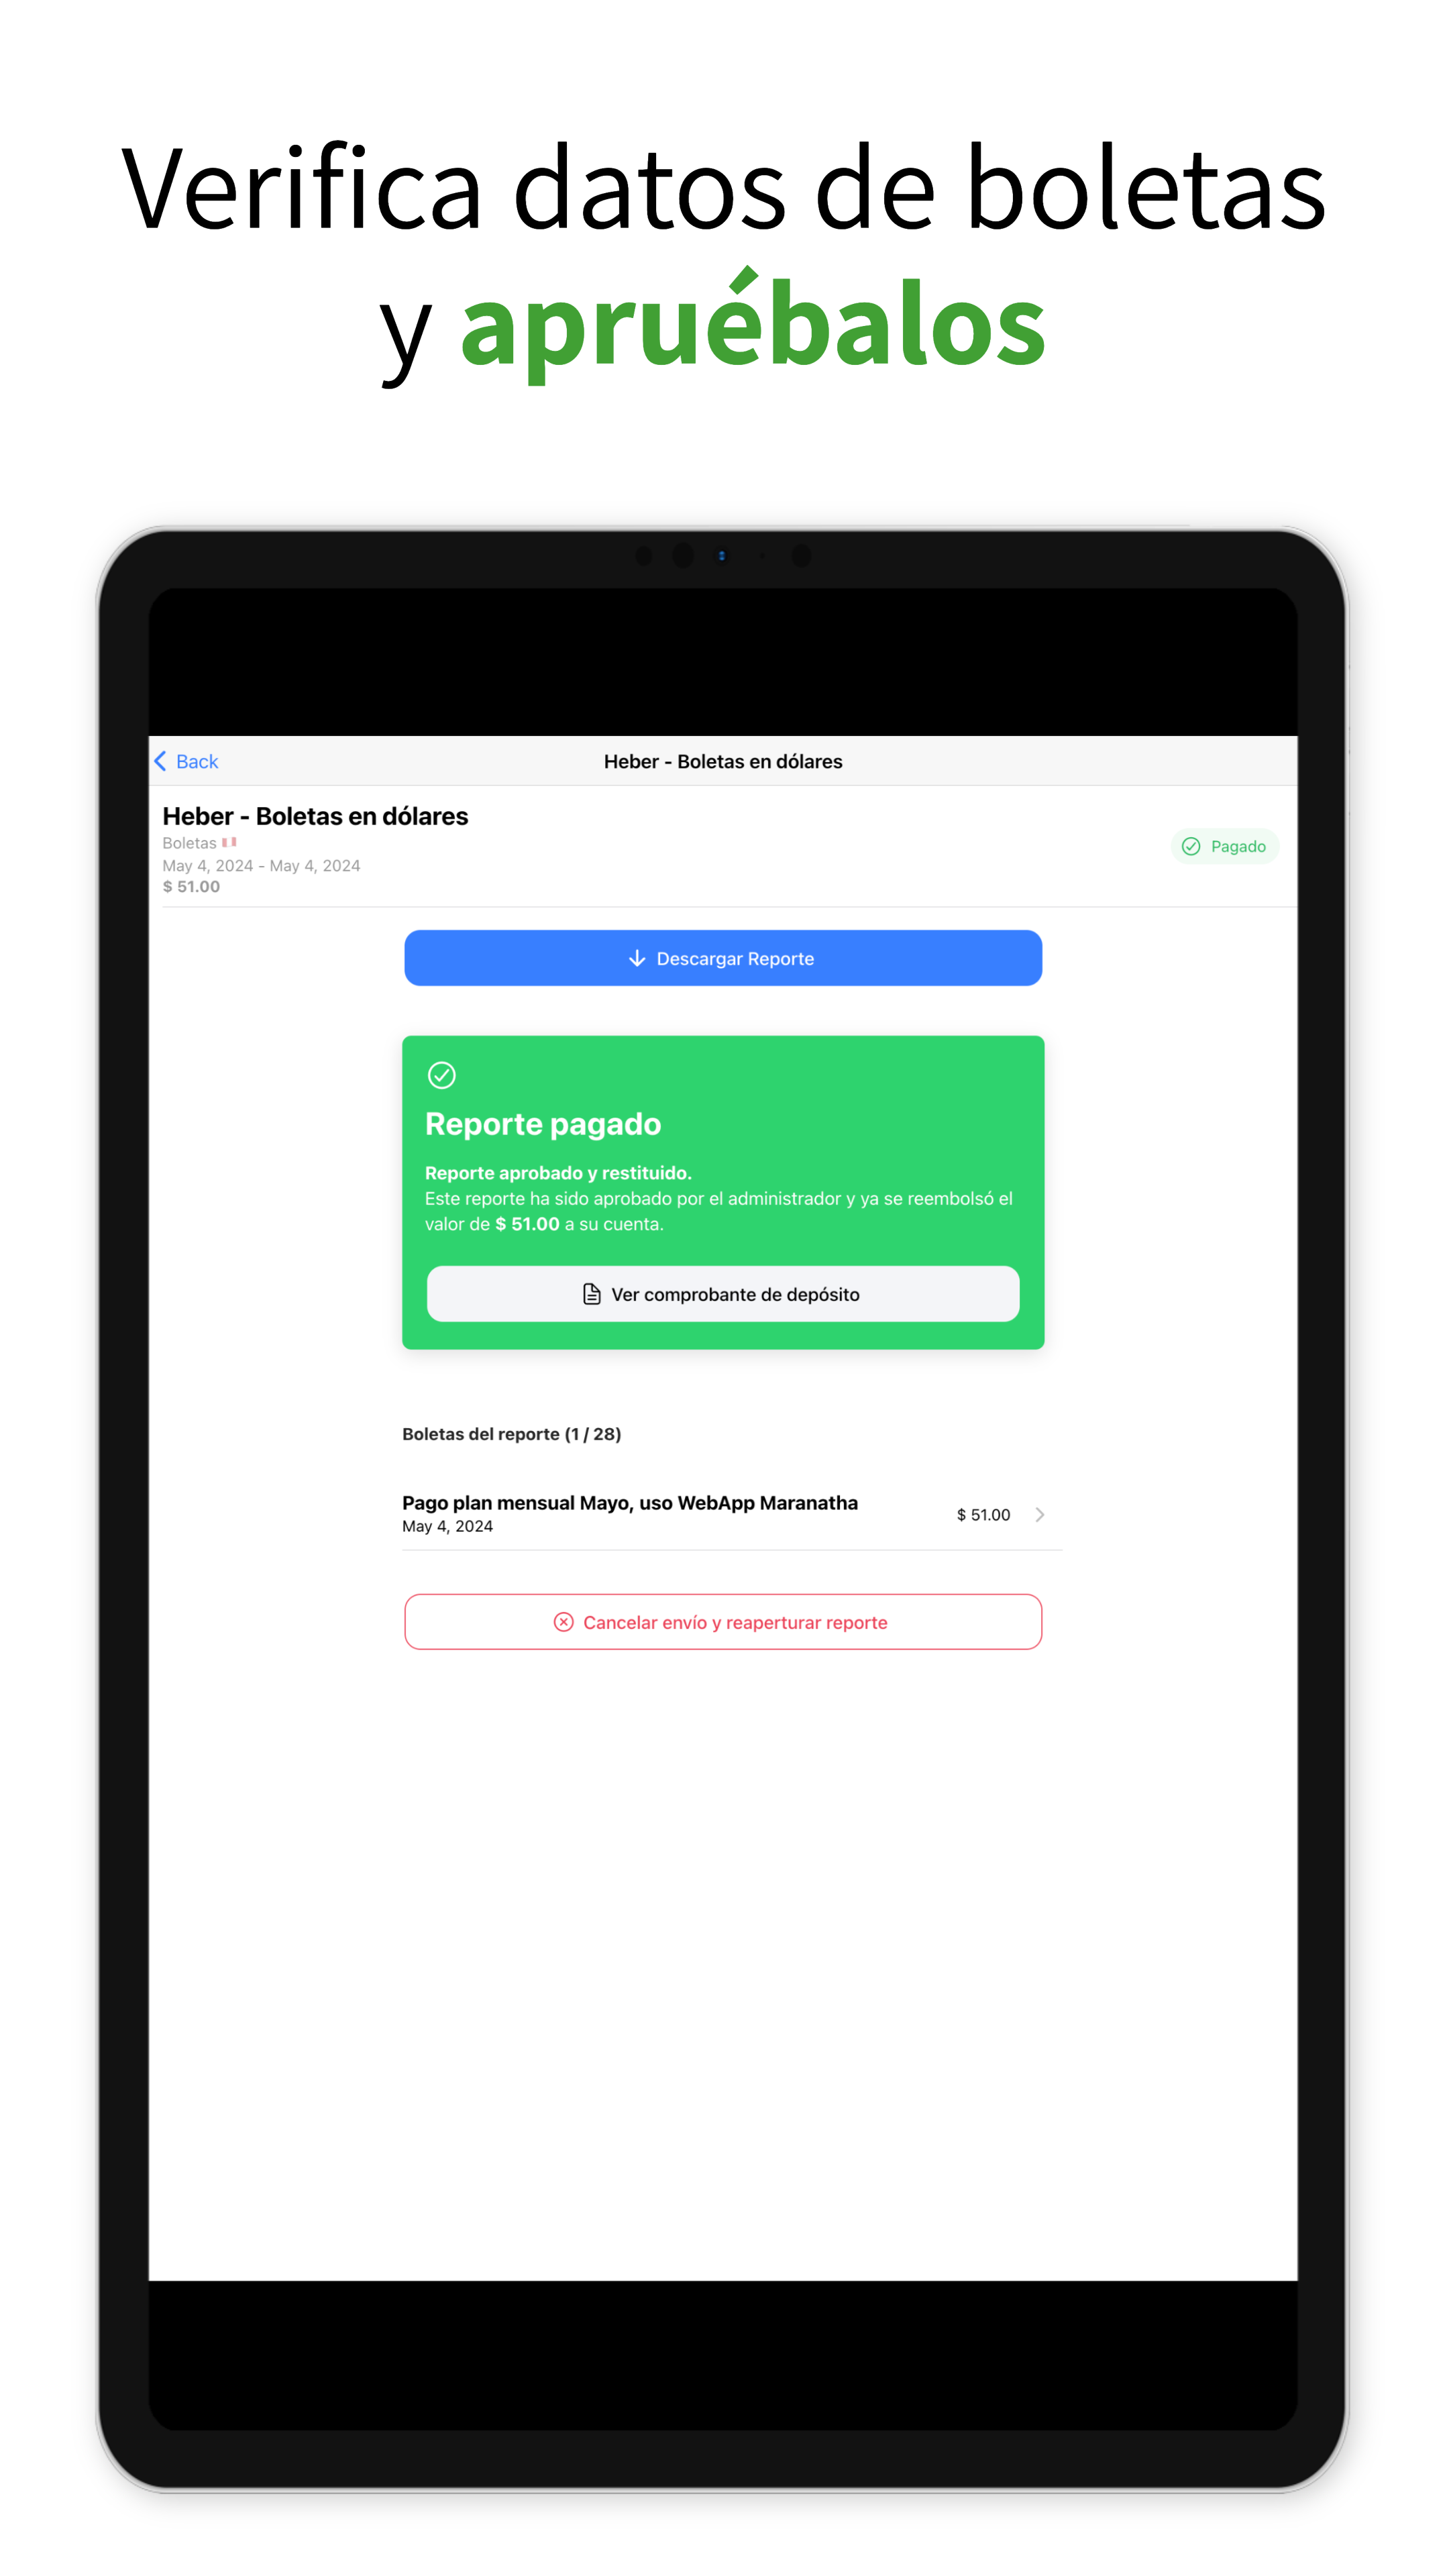 Verifica datos de boletas
y apruébalos
Back
Heber - Boletas en dólares
Heber - Boletas en dólares
Boletas
May 4, 2024 - May 4, 2024
$ 51.00
Pagado
Descargar Reporte
Reporte pagado
Reporte aprobado y restituido.
Este reporte ha sido aprobado por el administrador y ya se reembolsó el
valor de $ 51.00 a su cuenta.
Ver comprobante de depósito
Boletas del reporte (1 / 28)
Pago plan mensual Mayo, uso WebApp Maranatha
May 4, 2024
$ 51.00
Cancelar envío y reaperturar reporte